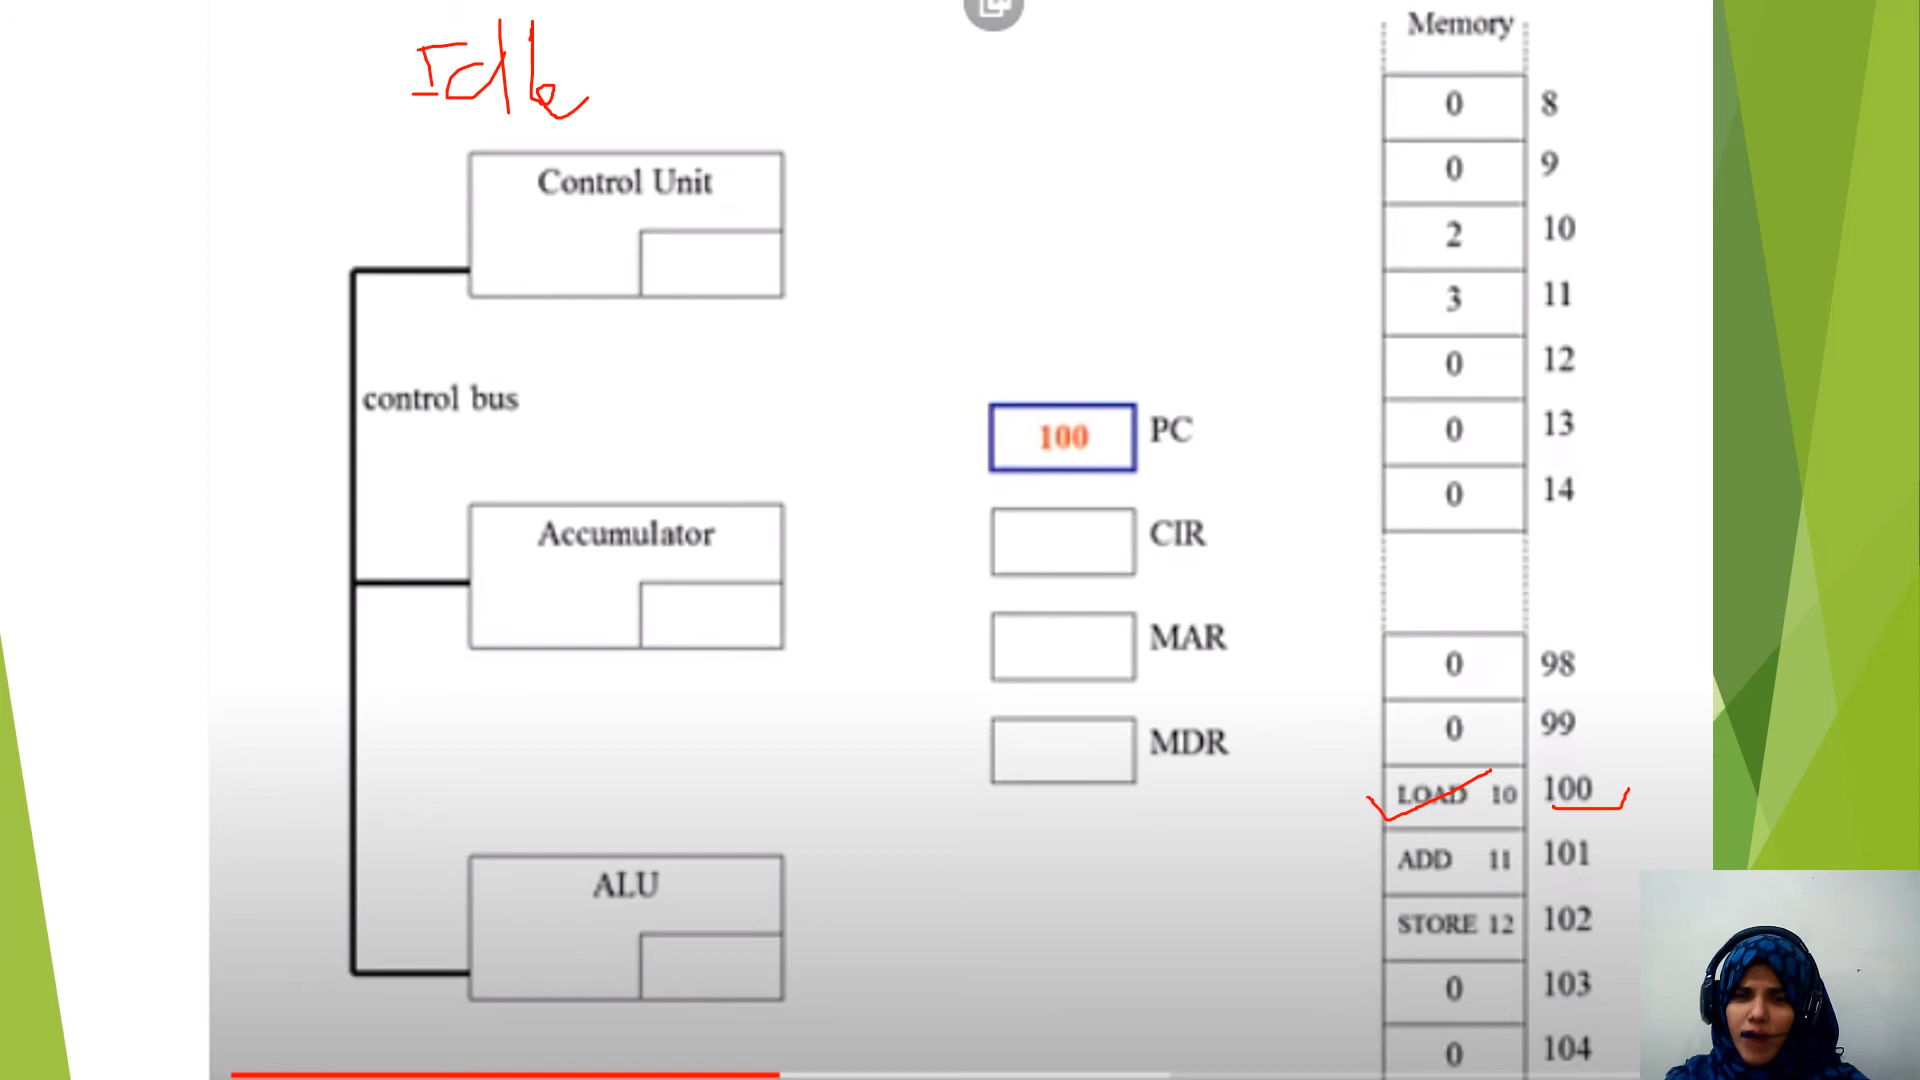 Idle
Control Unit
control bus
Accumulator
ALU
100 PC
CIR
MAR
MDR
Memory
0 8
0 9
2 10
3 11
0 12
0 13
0 14
0 98
0 99
LOAD 10 100
ADD 11 101
STORE 12 102
0 103
0 104